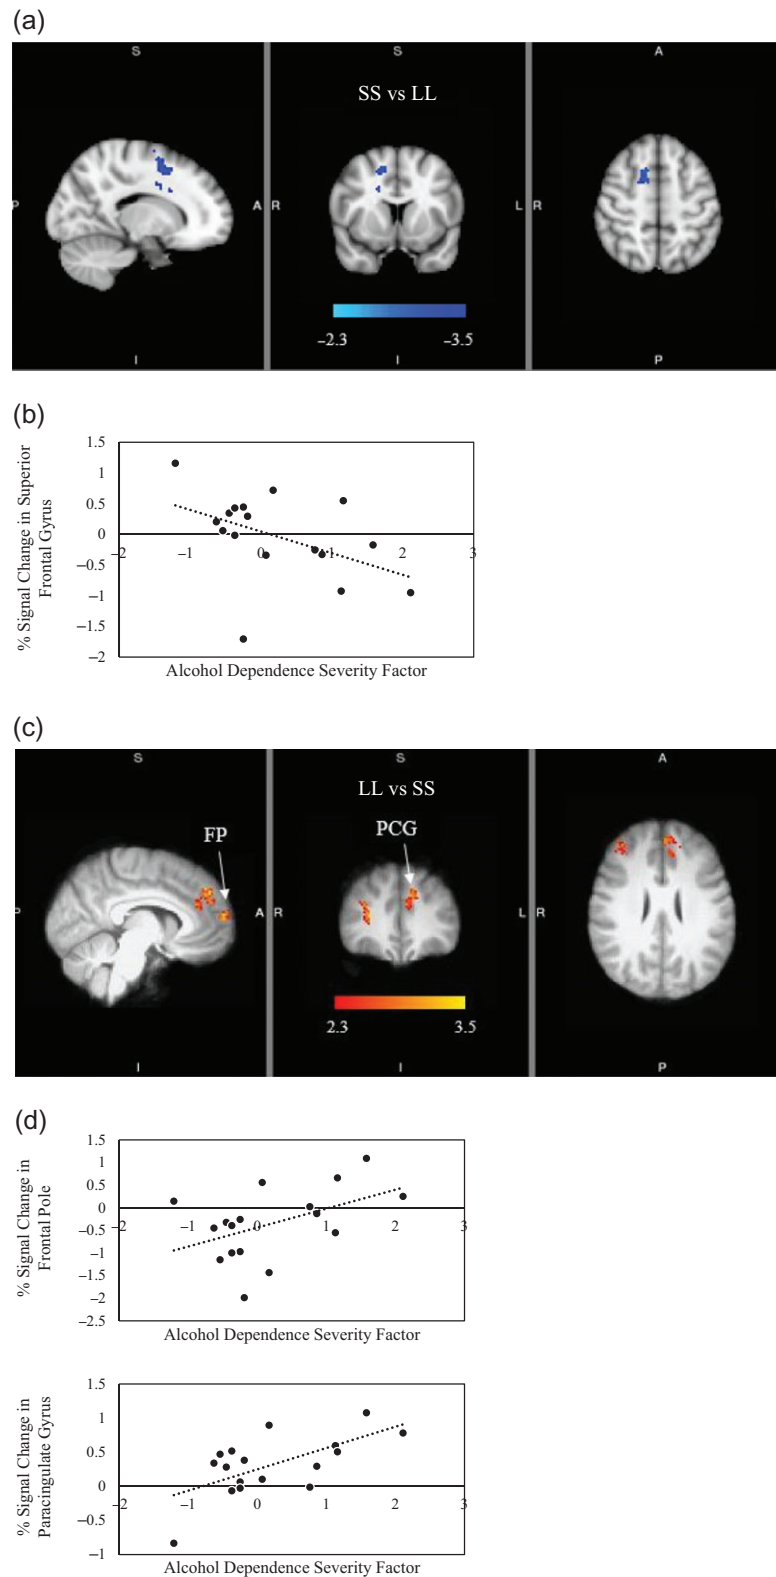 (a)
S
S
A
SS vs LL
P
A
R
L
R
−2.3
−3.5
I
I
P
(b)
1.5
1
0.5
0
−0.5
−1
−1.5
−2
−2
−1
0
1
2
3
% Signal Change in Superior
Frontal Gyrus
Alcohol Dependence Severity Factor
(c)
S
S
A
LL vs SS
FP
PCG
P
A
R
L
R
2.3
3.5
I
I
P
(d)
1.5
1
0.5
0
−0.5
−1
−1.5
−2
−2.5
−2
−1
0
1
2
3
% Signal Change in
Frontal Pole
Alcohol Dependence Severity Factor
1.5
1
0.5
0
−0.5
−1
−2
−1
0
1
2
3
% Signal Change in
Paracingulate Gyrus
Alcohol Dependence Severity Factor